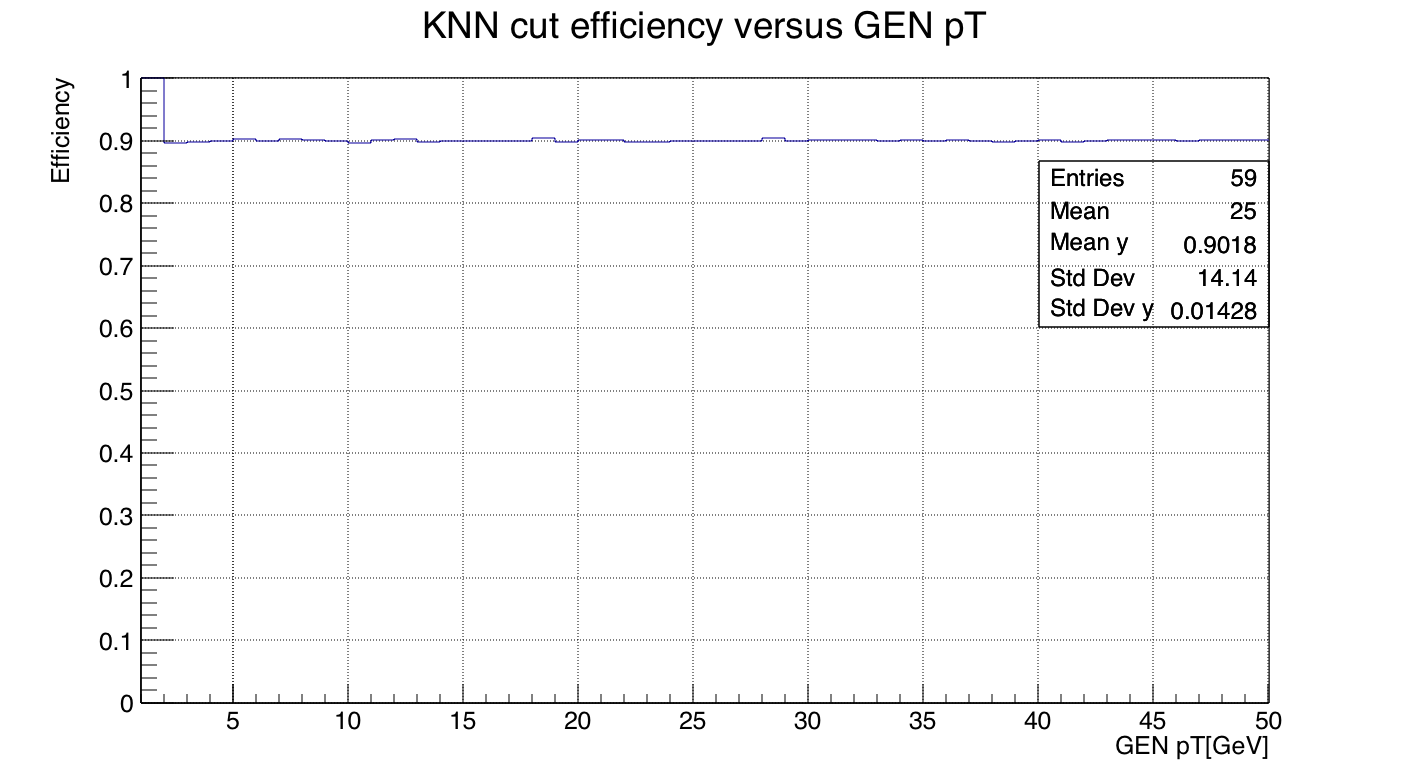 KNN cut efficiency versus GEN pT
Efficiency
1
0.9
0.8
0.7
0.6
0.5
0.4
0.3
0.2
0.1
0
Entries 59
Mean 25
Mean y 0.9018
Std Dev 14.14
Std Dev y 0.01428
5 10 15 20 25 30 35 40 45 50
GEN pT[GeV]